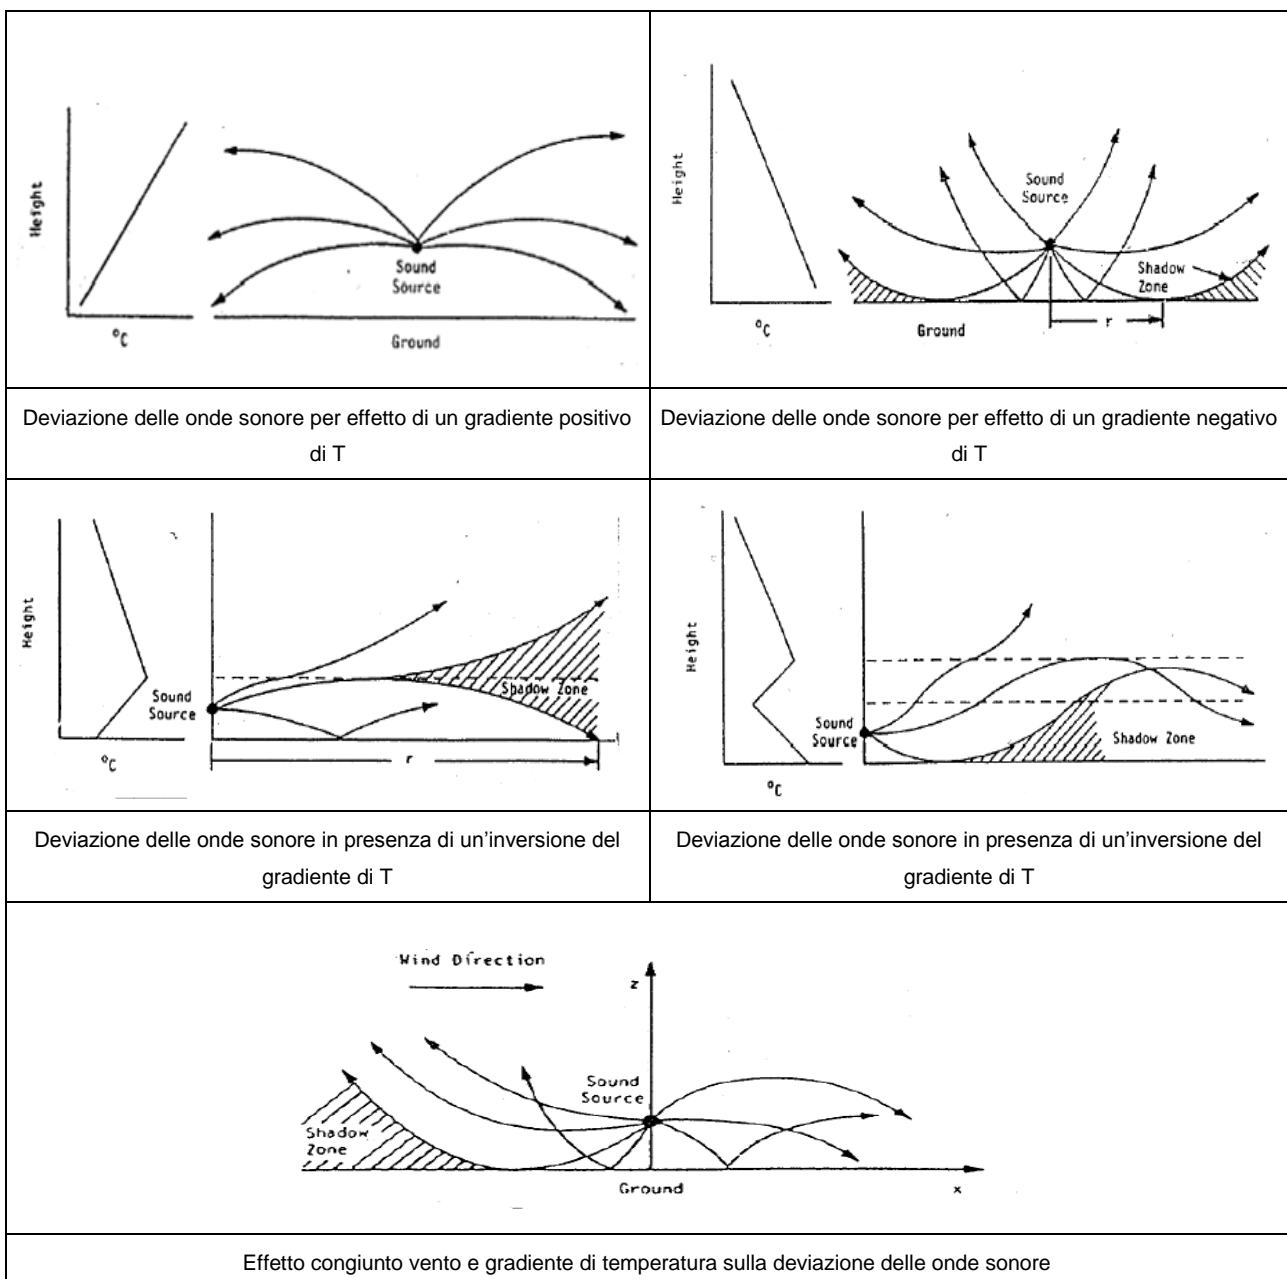 Height
°C
Sound
Source
Ground
Height
°C
Sound
Source
Shadow
Zone
Ground
r
Deviazione delle onde sonore per effetto di un gradiente positivo
di T
Deviazione delle onde sonore per effetto di un gradiente negativo
di T
Height
°C
Sound
Source
Shadow Zone
r
Height
°C
Sound
Source
Shadow Zone
Deviazione delle onde sonore in presenza di un'inversione del
gradiente di T
Deviazione delle onde sonore in presenza di un'inversione del
gradiente di T
Wind Direction
z
Sound
Source
Shadow
Zone
Ground
x
Effetto congiunto vento e gradiente di temperatura sulla deviazione delle onde sonore